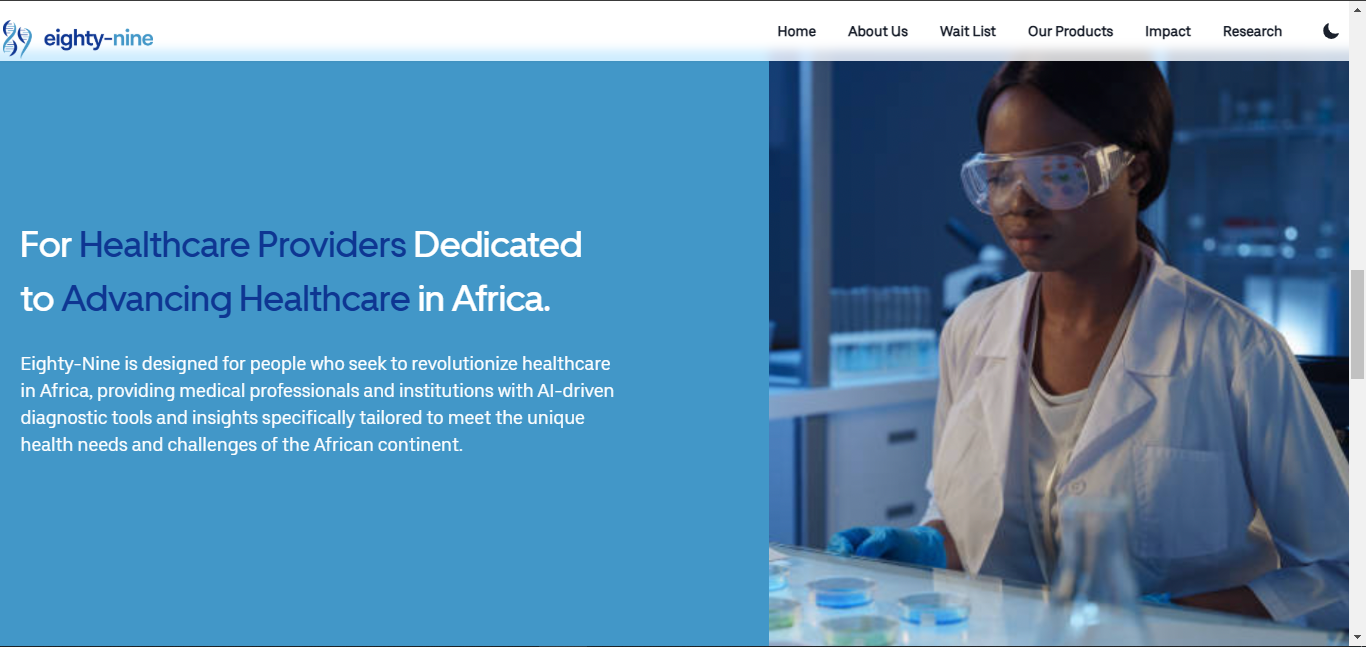 eighty-nine
Home About Us Wait List Our Products Impact Research
For Healthcare Providers Dedicated
to Advancing Healthcare in Africa.
Eighty-Nine is designed for people who seek to revolutionize healthcare
in Africa, providing medical professionals and institutions with AI-driven
diagnostic tools and insights specifically tailored to meet the unique
health needs and challenges of the African continent.